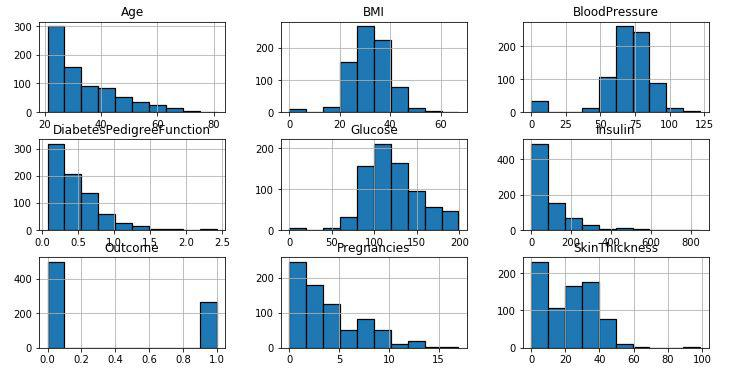 Age BMI BloodPressure
300 200 100 0
200 100 0
200 100 0
20 40 60 80
0 20 40 60
0 25 50 75 100 125
DiabetesPedigreeFunction Glucose Insulin
300 200 100 0
200 100 0
400 200 0
0.0 0.5 1.0 1.5 2.0 2.5
0 100 200
0 200 400 600 800
Outcome Pregnancies SkinThickness
400 200 0
200 100 0
200 100 0
0.0 0.2 0.4 0.6 0.8 1.0
0 5 10 15
0 20 40 60 80 100